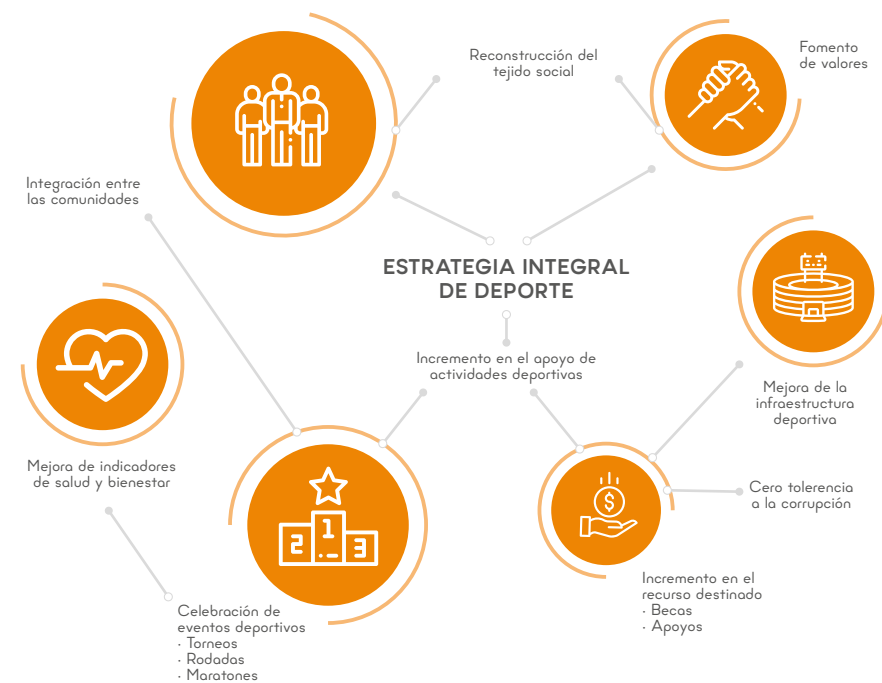 Reconstrucción del
tejido social
Fomento
de valores
Integración entre
las comunidades
ESTRATEGIA INTEGRAL
DE DEPORTE
Incremento en el apoyo de
actividades deportivas
Mejora de la
infraestructura
deportiva
Mejora de indicadores
de salud y bienestar
Cero tolerencia
a la corrupción
2 1 3
$
Incremento en el
recurso destinado
· Becas
· Apoyos
Celebración de
eventos deportivos
· Torneos
· Rodadas
· Maratones